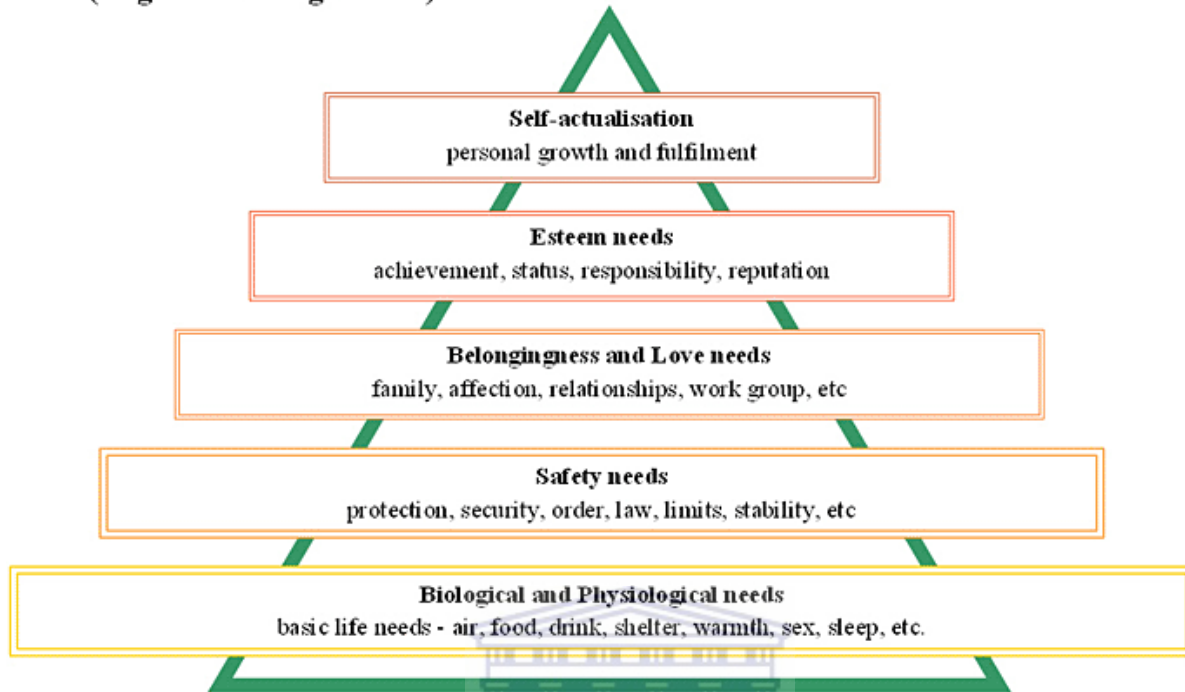 Self-actualisation
personal growth and fulfilment
Esteem needs
achievement, status, responsibility, reputation
Belongingness and Love needs
family, affection, relationships, work group, etc
Safety needs
protection, security, order, law, limits, stability, etc
Biological and Physiological needs
basic life needs - air, food, drink, shelter, warmth, sex, sleep, etc.